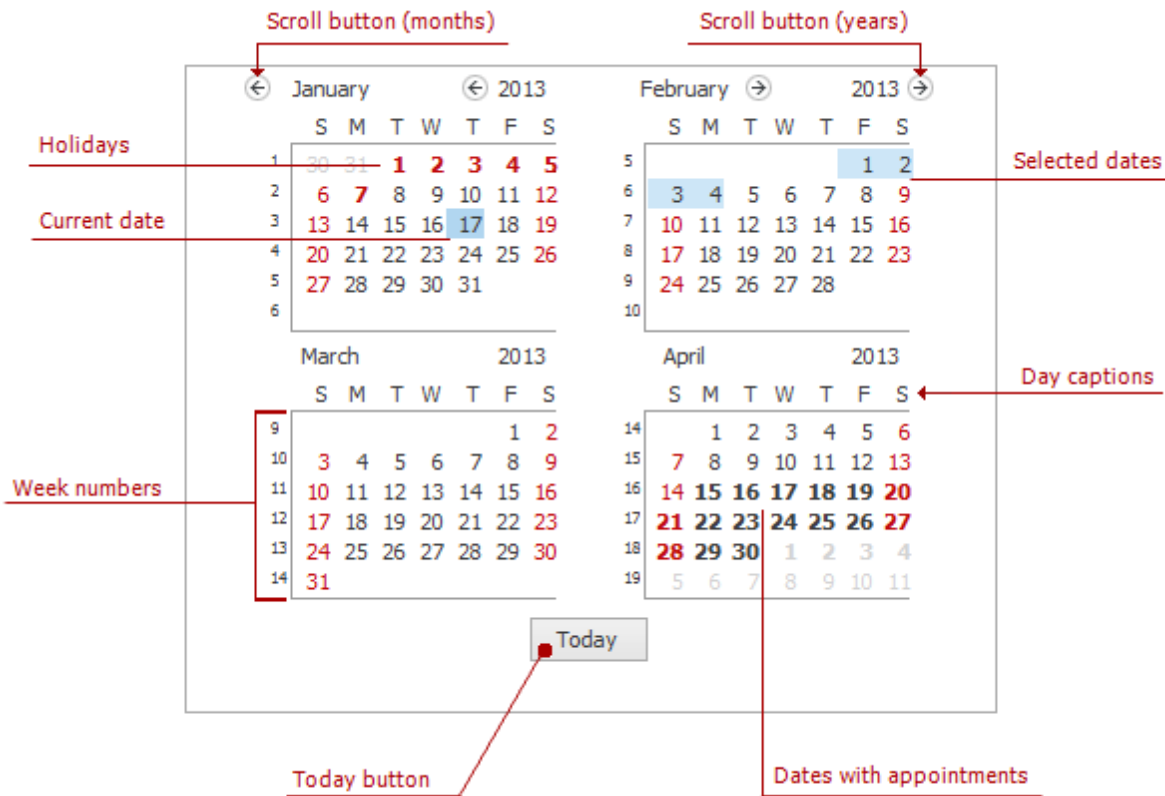 Scroll button (months) Scroll button (years)
January 2013 February 2013
S M T W T F S S M T W T F S
Holidays
1 30 31 1 2 3 4 5 5 1 2
Selected dates
2 6 7 8 9 10 11 12 6 3 4 5 6 7 8 9
Current date
3 13 14 15 16 17 18 19 7 10 11 12 13 14 15 16
4 20 21 22 23 24 25 26 8 17 18 19 20 21 22 23
5 27 28 29 30 31 9 24 25 26 27 28
6 10
March 2013 April 2013
Day captions
S M T W T F S S M T W T F S
9 1 2 14 1 2 3 4 5 6
10 3 4 5 6 7 8 9 15 7 8 9 10 11 12 13
Week numbers
11 10 11 12 13 14 15 16 16 14 15 16 17 18 19 20
12 17 18 19 20 21 22 23 17 21 22 23 24 25 26 27
13 24 25 26 27 28 29 30 18 28 29 30 1 2 3 4
14 31 19 5 6 7 8 9 10 11
Today
Today button Dates with appointments